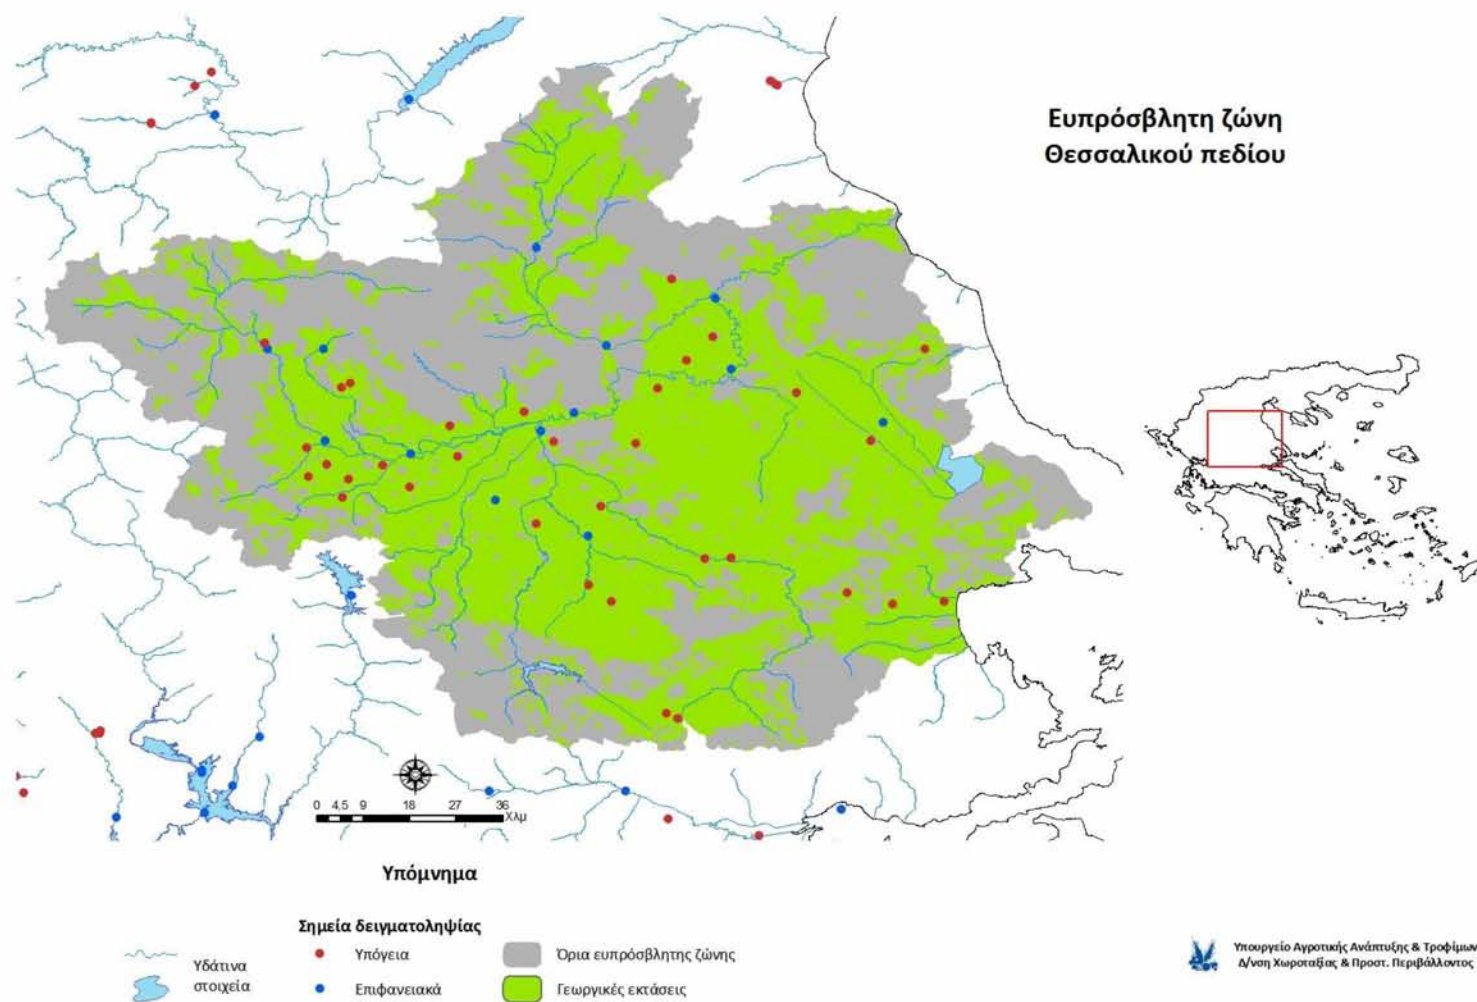 Ευπρόσβλητη ζώνη
Θεσσαλικού πεδίου
0 4,5 9 18 27 36
Χλμ
Υπόμνημα
Σημεία δειγματοληψίας
Υδάτινα
στοιχεία
Υπόγεια
Επιφανειακά
Όρια ευπρόσβλητης ζώνης
Γεωργικές εκτάσεις
Υπουργείο Αγροτικής Ανάπτυξης & Τροφίμων
Δ/νση Χωροταξίας & Προστ. Περιβάλλοντος